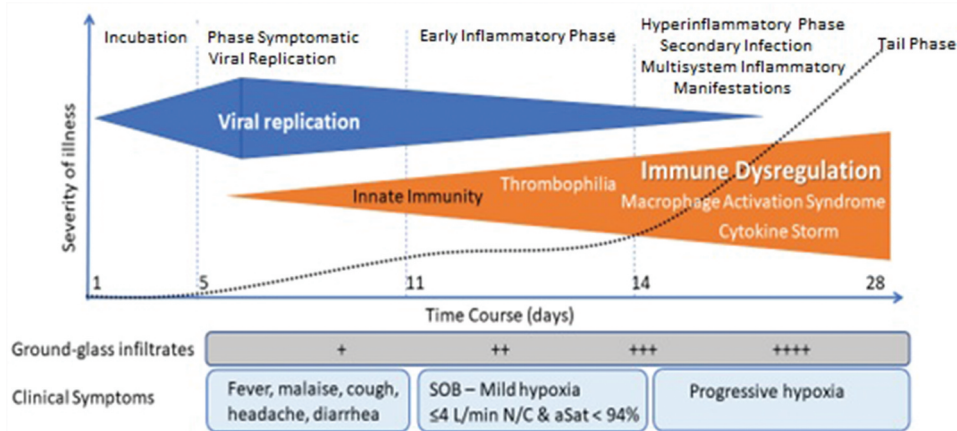 Incubation
Phase Symptomatic
Viral Replication
Early Inflammatory Phase
Hyperinflammatory Phase
Secondary Infection
Multisystem Inflammatory
Manifestations
Tail Phase
Severity of illness
Viral replication
Innate Immunity
Thrombophilia
Immune Dysregulation
Macrophage Activation Syndrome
Cytokine Storm
1
5
11
14
28
Time Course (days)
Ground-glass infiltrates
+
++
+++
++++
Clinical Symptoms
Fever, malaise, cough,
headache, diarrhea
SOB – Mild hypoxia
≤4 L/min N/C & aSat < 94%
Progressive hypoxia